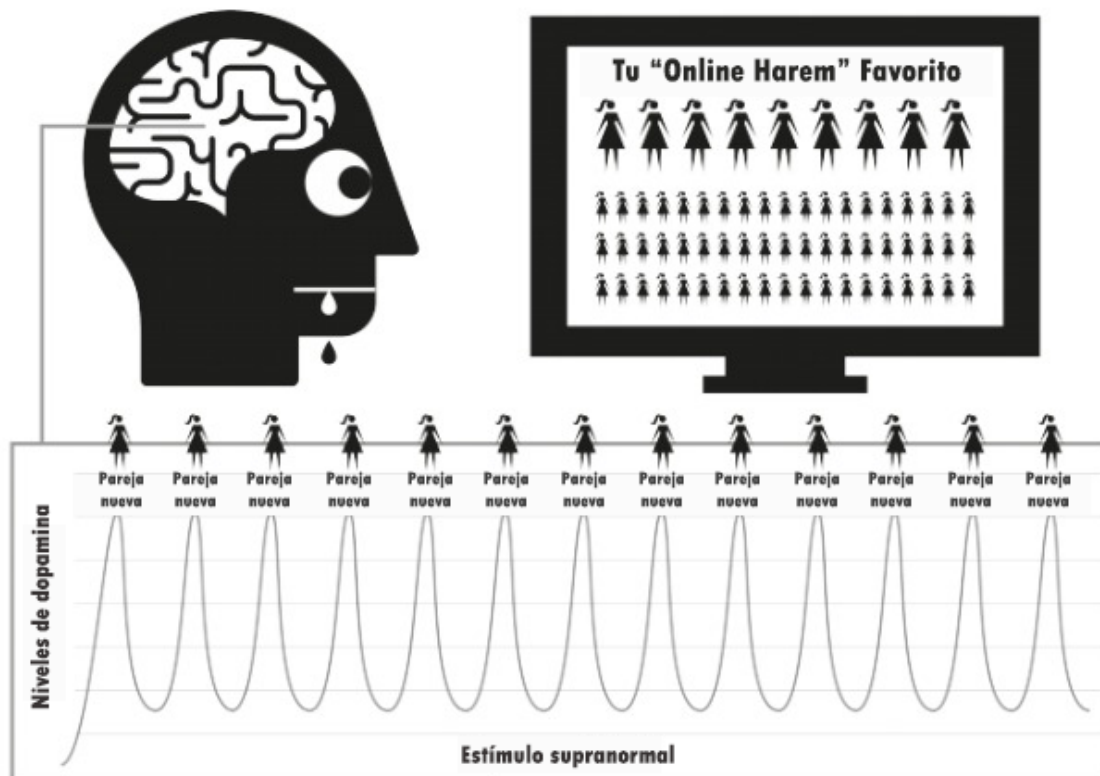 Tu “Online Harem” Favorito
Pareja Pareja Pareja Pareja Pareja Pareja Pareja Pareja Pareja Pareja Pareja Pareja Pareja
nueva nueva nueva nueva nueva nueva nueva nueva nueva nueva nueva nueva nueva
Niveles de dopamina
Estímulo supranormal